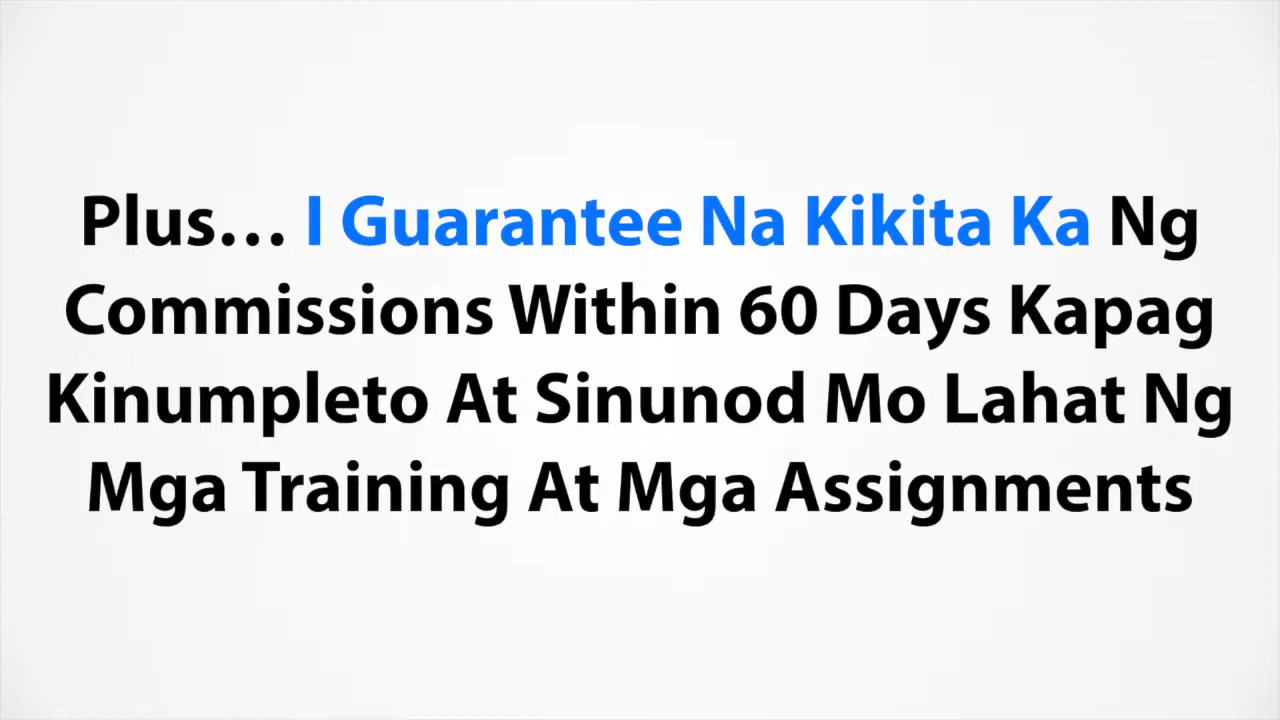 Plus… I Guarantee Na Kikita Ka Ng
Commissions Within 60 Days Kapag
Kinumpleto At Sinunod Mo Lahat Ng
Mga Training At Mga Assignments